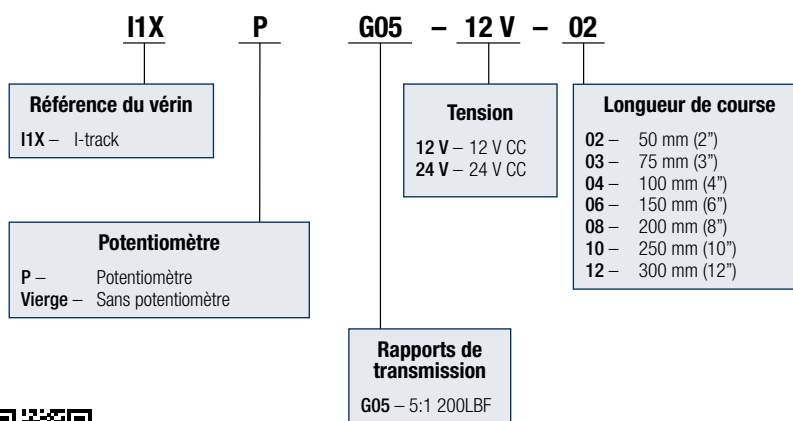 I1X P G05 – 12 V – 02
Référence du vérin
I1X – I-track
Potentiomètre
P – Potentiomètre
Vierge – Sans potentiomètre
Rapports de
transmission
G05 – 5:1 200LBF
Tension
12 V – 12 V CC
24 V – 24 V CC
Longueur de course
02 – 50 mm (2”)
03 – 75 mm (3”)
04 – 100 mm (4”)
06 – 150 mm (6”)
08 – 200 mm (8”)
10 – 250 mm (10”)
12 – 300 mm (12”)